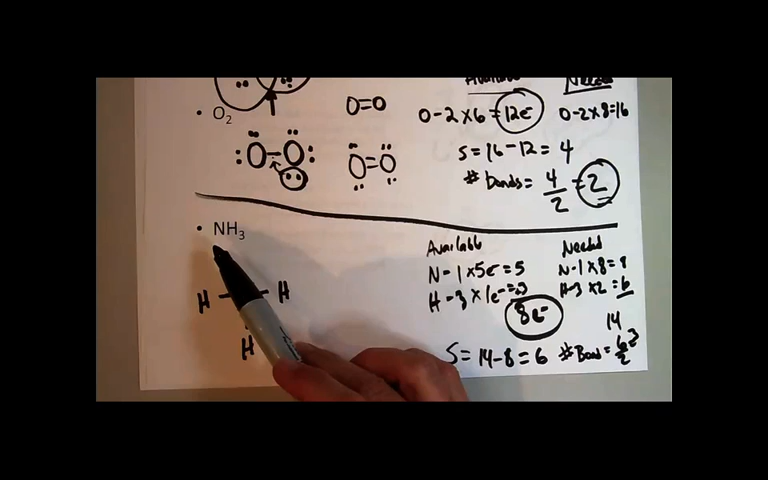 Available Needed
• O₂ O=O O-2×6=12e⁻ O-2×8=16
:O-O: O=O S=16-12=4
# bonds = 4/2 = 2
• NH₃
Available Needed
N-1×5e⁻=5 N-1×8=8
H-3×1e⁻=3 H-3×2=6
H H 8e⁻ 14
H S=14-8=6 # Bond = 6/2 3